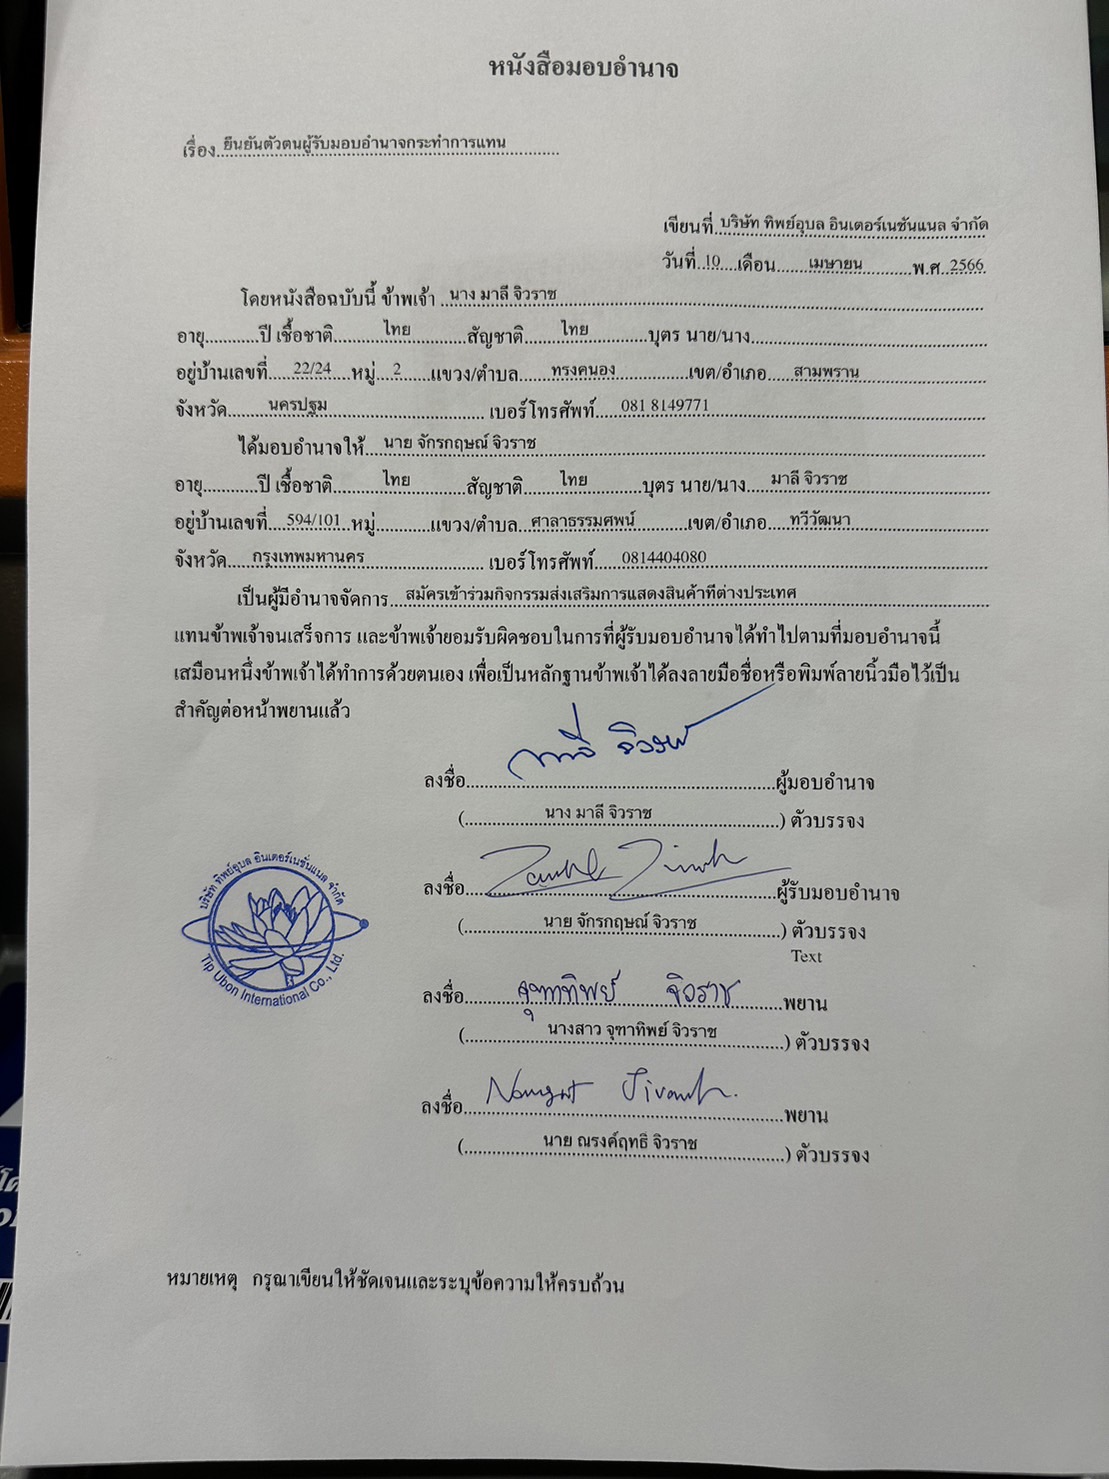 หนังสือมอบอำนาจ
เรื่อง ยืนยันตัวตนผู้รับมอบอำนาจกระทำการแทน
เขียนที่ บริษัท ทิพย์อุบล อินเตอร์เนชันแนล จำกัด
วันที่ 10 เดือน เมษายน พ.ศ. 2566
โดยหนังสือฉบับนี้ ข้าพเจ้า นาง มาลี จิวราช
อายุ............ปี เชื้อชาติ ไทย สัญชาติ ไทย บุตร นาย/นาง
อยู่บ้านเลขที่ 22/24 หมู่ 2 แขวง/ตำบล ทรงคนอง เขต/อำเภอ สามพราน
จังหวัด นครปฐม เบอร์โทรศัพท์ 081 8149771
ได้มอบอำนาจให้ นาย จักรกฤษณ์ จิวราช
อายุ............ปี เชื้อชาติ ไทย สัญชาติ ไทย บุตร นาย/นาง มาลี จิวราช
อยู่บ้านเลขที่ 594/101 หมู่ แขวง/ตำบล ศาลาธรรมศพน์ เขต/อำเภอ ทวีวัฒนา
จังหวัด กรุงเทพมหานคร เบอร์โทรศัพท์ 0814404080
เป็นผู้มีอำนาจจัดการ สมัครเข้าร่วมกิจกรรมส่งเสริมการแสดงสินค้าที่ต่างประเทศ
แทนข้าพเจ้าจนเสร็จการ และข้าพเจ้ายอมรับผิดชอบในการที่ผู้รับมอบอำนาจได้ทำไปตามที่มอบอำนาจนี้
เสมือนหนึ่งข้าพเจ้าได้ทำการด้วยตนเอง เพื่อเป็นหลักฐานข้าพเจ้าได้ลงลายมือชื่อหรือพิมพ์ลายนิ้วมือไว้เป็น
สำคัญต่อหน้าพยานแล้ว
ลงชื่อ มาลี จิวราช ผู้มอบอำนาจ
(นาง มาลี จิวราช) ตัวบรรจง
ลงชื่อ ผู้รับมอบอำนาจ
(นาย จักรกฤษณ์ จิวราช) ตัวบรรจง
Text
บริษัท ทิพย์อุบล อินเตอร์เนชั่นแนล จำกัด
Tip Ubon International Co., Ltd.
ลงชื่อ จุฑาทิพย์ จิวราช พยาน
(นางสาว จุฑาทิพย์ จิวราช) ตัวบรรจง
ลงชื่อ พยาน
(นาย ณรงค์ฤทธิ์ จิวราช) ตัวบรรจง
หมายเหตุ กรุณาเขียนให้ชัดเจนและระบุข้อความให้ครบถ้วน